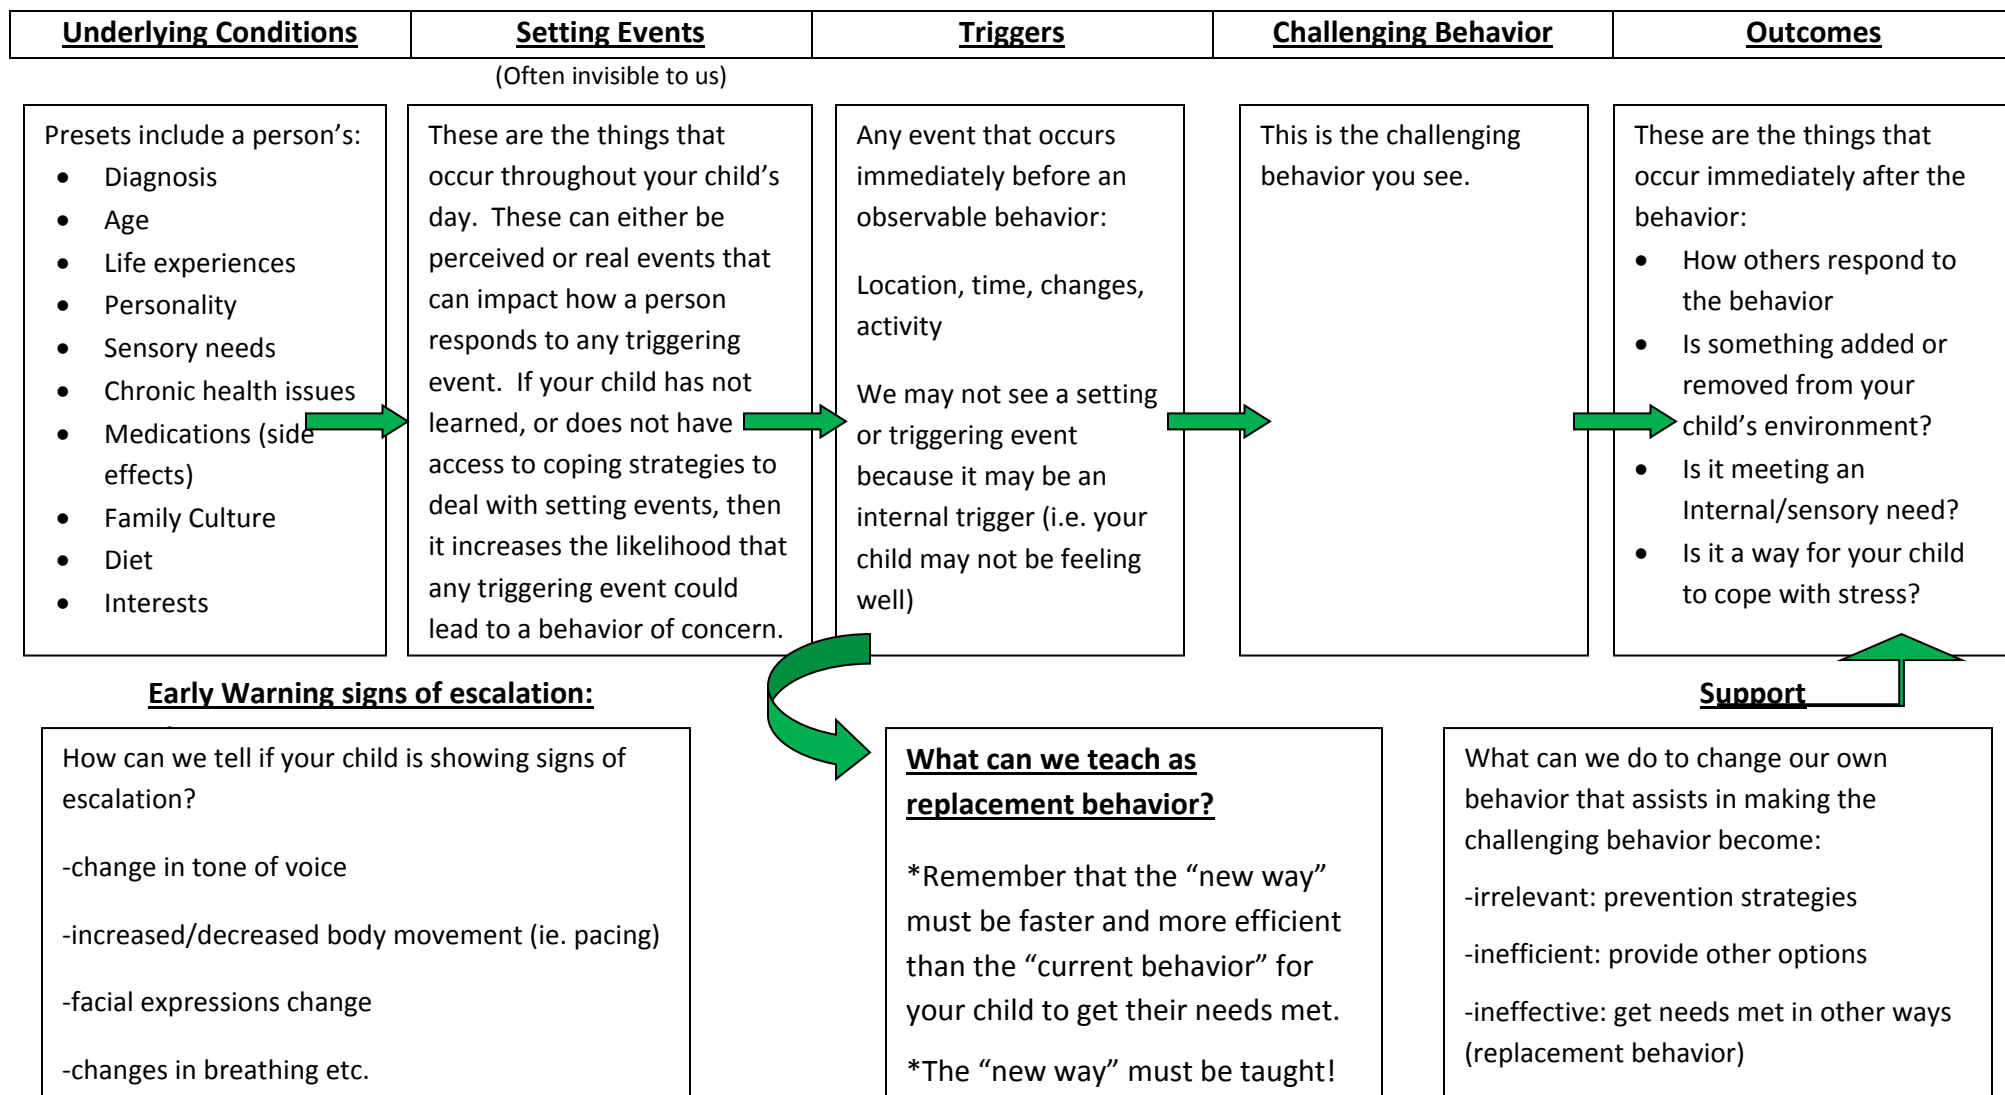 Underlying Conditions
Setting Events
Triggers
Challenging Behavior
Outcomes
(Often invisible to us)
Presets include a person’s:
• Diagnosis
• Age
• Life experiences
• Personality
• Sensory needs
• Chronic health issues
• Medications (side
effects)
• Family Culture
• Diet
• Interests
These are the things that
occur throughout your child’s
day. These can either be
perceived or real events that
can impact how a person
responds to any triggering
event. If your child has not
learned, or does not have
access to coping strategies to
deal with setting events, then
it increases the likelihood that
any triggering event could
lead to a behavior of concern.
Any event that occurs
immediately before an
observable behavior:
Location, time, changes,
activity
We may not see a setting
or triggering event
because it may be an
internal trigger (i.e. your
child may not be feeling
well)
This is the challenging
behavior you see.
These are the things that
occur immediately after the
behavior:
• How others respond to
the behavior
• Is something added or
removed from your
child’s environment?
• Is it meeting an
Internal/sensory need?
• Is it a way for your child
to cope with stress?
Early Warning signs of escalation:
How can we tell if your child is showing signs of
escalation?
-change in tone of voice
-increased/decreased body movement (ie. pacing)
-facial expressions change
-changes in breathing etc.
What can we teach as
replacement behavior?
*Remember that the “new way”
must be faster and more efficient
than the “current behavior” for
your child to get their needs met.
*The “new way” must be taught!
Support
What can we do to change our own
behavior that assists in making the
challenging behavior become:
-irrelevant: prevention strategies
-inefficient: provide other options
-ineffective: get needs met in other ways
(replacement behavior)